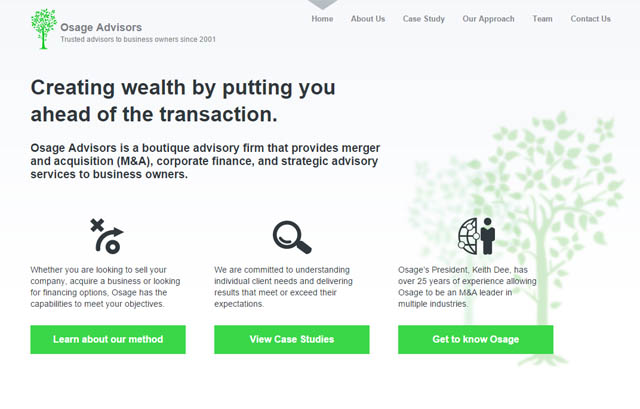 Osage Advisors
Trusted advisors to business owners since 2001
Home About Us Case Study Our Approach Team Contact Us
Creating wealth by putting you
ahead of the transaction.
Osage Advisors is a boutique advisory firm that provides merger
and acquisition (M&A), corporate finance, and strategic advisory
services to business owners.
Whether you are looking to sell your
company, acquire a business or looking
for financing options, Osage has the
capabilities to meet your objectives.
Learn about our method
We are committed to understanding
individual client needs and delivering
results that meet or exceed their
expectations.
View Case Studies
Osage's President, Keith Dee, has
over 25 years of experience allowing
Osage to be an M&A leader in
multiple industries.
Get to know Osage